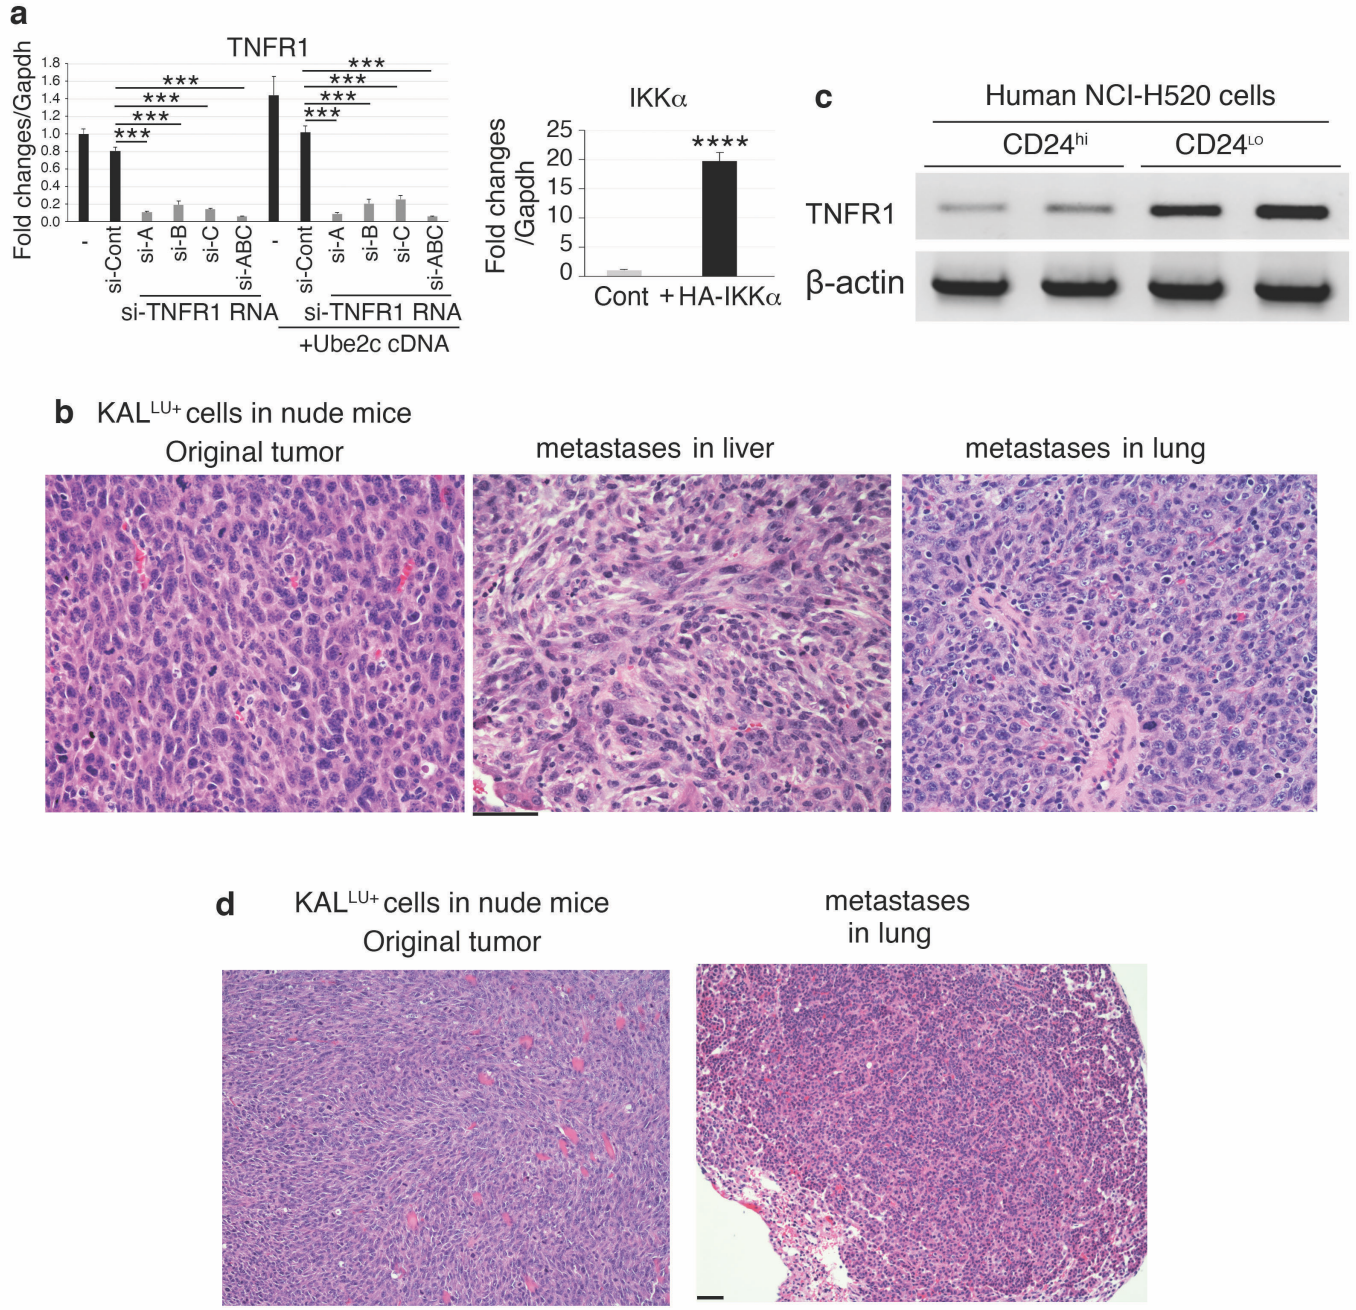 a
TNFR1
Fold changes/Gapdh
1.8
1.6
1.4
1.2
1.0
0.8
0.6
0.4
0.2
0.0
*** *** *** ***
*** *** *** ***
- si-Cont si-A si-B si-C si-ABC - si-Cont si-A si-B si-C si-ABC
si-TNFR1 RNA si-TNFR1 RNA
+Ube2c cDNA
IKKα
Fold changes
/Gapdh
25
20
15
10
5
0
****
Cont +HA-IKKα
c
Human NCI-H520 cells
CD24hi CD24LO
TNFR1
β-actin
b KALLU+ cells in nude mice
Original tumor
metastases in liver
metastases in lung
d KALLU+ cells in nude mice
Original tumor
metastases
in lung